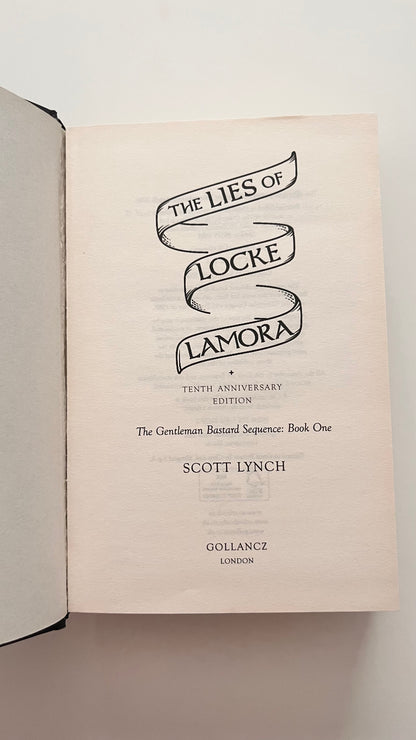 THE LIES OF
LOCKE
LAMORA
TENTH ANNIVERSARY
EDITION
The Gentleman Bastard Sequence: Book One
SCOTT LYNCH
GOLLANCZ
LONDON